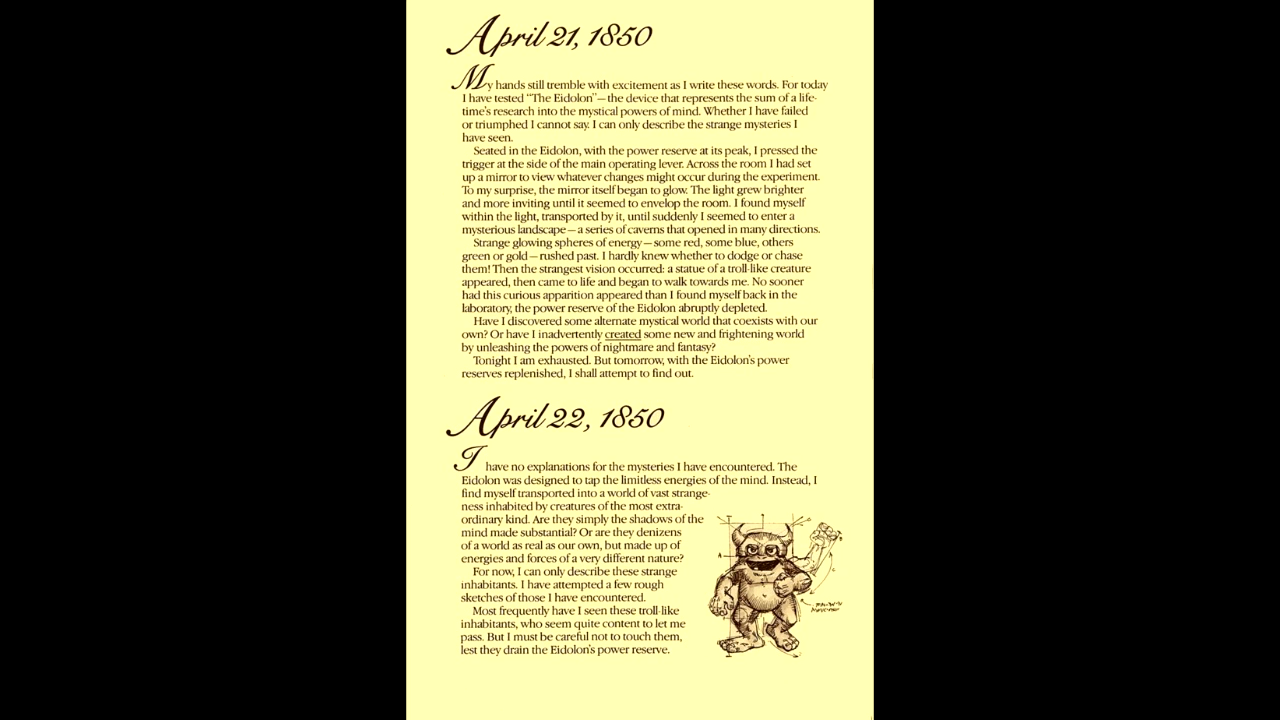 April 21, 1850
My hands still tremble with excitement as I write these words. For today
I have tested “The Eidolon”—the device that represents the sum of a life-
time's research into the mystical powers of mind. Whether I have failed
or triumphed I cannot say. I can only describe the strange mysteries I
have seen.
Seated in the Eidolon, with the power reserve at its peak, I pressed the
trigger at the side of the main operating lever. Across the room I had set
up a mirror to view whatever changes might occur during the experiment.
To my surprise, the mirror itself began to glow. The light grew brighter
and more inviting until it seemed to envelop the room. I found myself
within the light, transported by it, until suddenly I seemed to enter a
mysterious landscape—a series of caverns that opened in many directions.
Strange glowing spheres of energy—some red, some blue, others
green or gold—rushed past. I hardly knew whether to dodge or chase
them! Then the strangest vision occurred: a statue of a troll-like creature
appeared, then came to life and began to walk towards me. No sooner
had this curious apparition appeared than I found myself back in the
laboratory, the power reserve of the Eidolon abruptly depleted.
Have I discovered some alternate mystical world that coexists with our
own? Or have I inadvertently created some new and frightening world
by unleashing the powers of nightmare and fantasy?
Tonight I am exhausted. But tomorrow, with the Eidolon's power
reserves replenished, I shall attempt to find out.
April 22, 1850
I have no explanations for the mysteries I have encountered. The
Eidolon was designed to tap the limitless energies of the mind. Instead, I
find myself transported into a world of vast strange-
ness inhabited by creatures of the most extra-
ordinary kind. Are they simply the shadows of the
mind made substantial? Or are they denizens
of a world as real as our own, but made up of
energies and forces of a very different nature?
For now, I can only describe these strange
inhabitants. I have attempted a few rough
sketches of those I have encountered.
Most frequently have I seen these troll-like
inhabitants, who seem quite content to let me
pass. But I must be careful not to touch them,
lest they drain the Eidolon's power reserve.